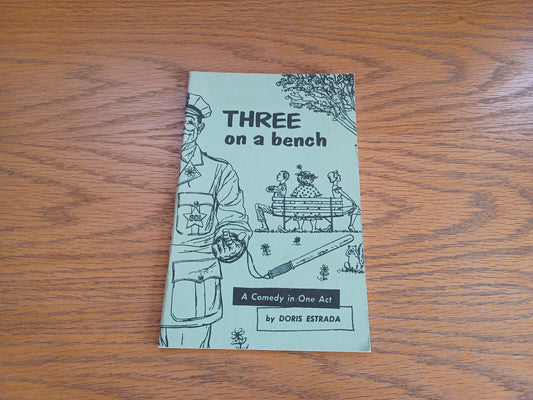 THREE
on a bench
A Comedy in One Act
by DORIS ESTRADA